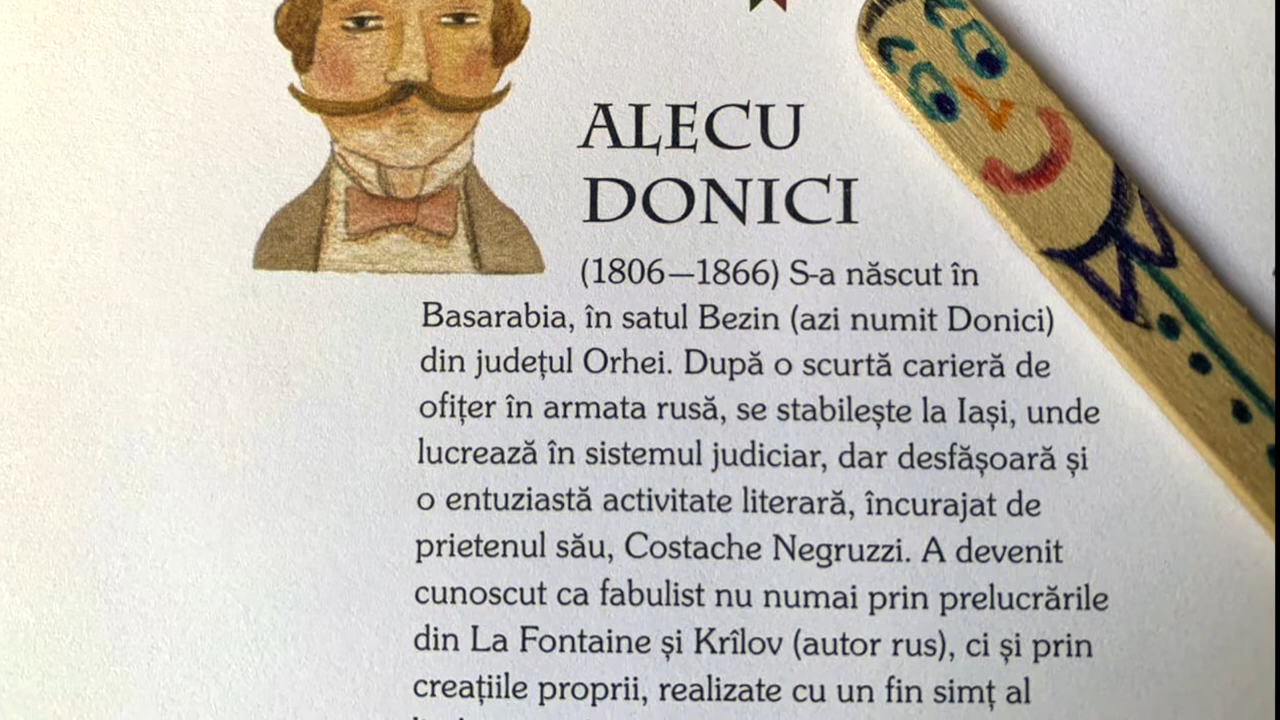 ALECU
DONICI
(1806—1866) S-a născut în
Basarabia, în satul Bezin (azi numit Donici)
din județul Orhei. După o scurtă carieră de
ofițer în armata rusă, se stabilește la Iași, unde
lucrează în sistemul judiciar, dar desfășoară și
o entuziastă activitate literară, încurajat de
prietenul său, Costache Negruzzi. A devenit
cunoscut ca fabulist nu numai prin prelucrările
din La Fontaine și Krîlov (autor rus), ci și prin
creațiile proprii, realizate cu un fin simț al